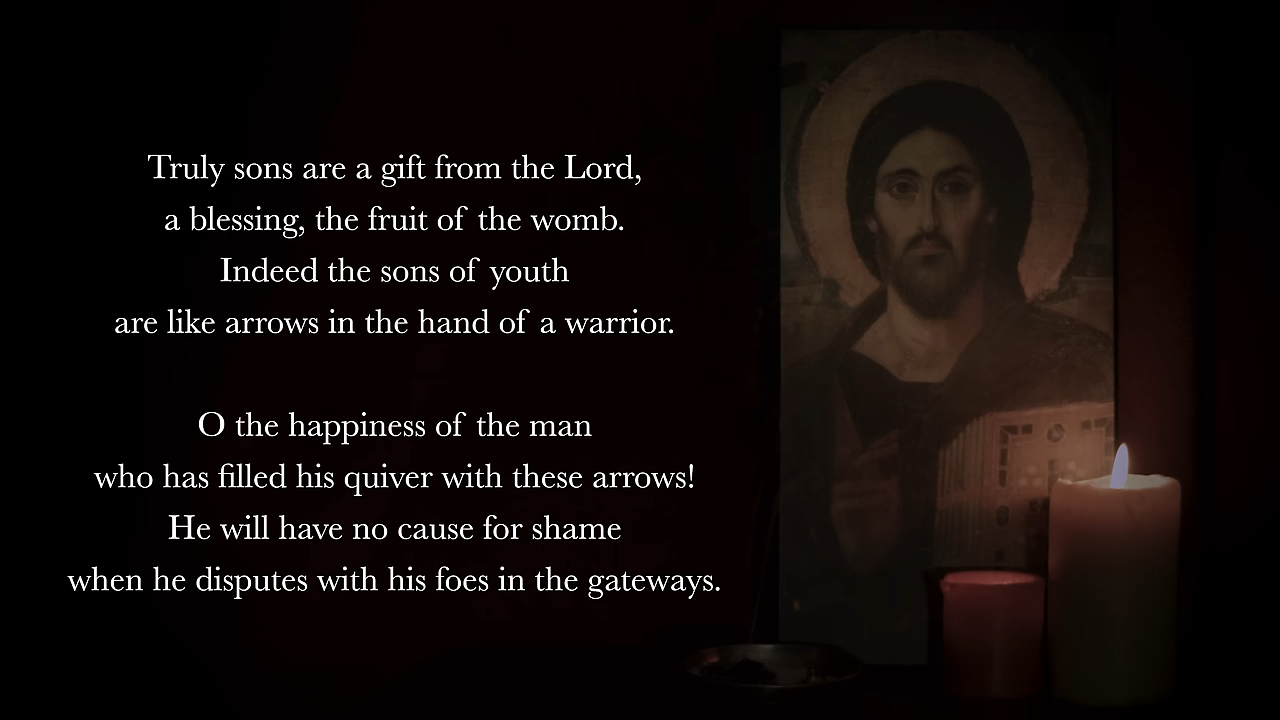 Truly sons are a gift from the Lord,
a blessing, the fruit of the womb.
Indeed the sons of youth
are like arrows in the hand of a warrior.
O the happiness of the man
who has filled his quiver with these arrows!
He will have no cause for shame
when he disputes with his foes in the gateways.